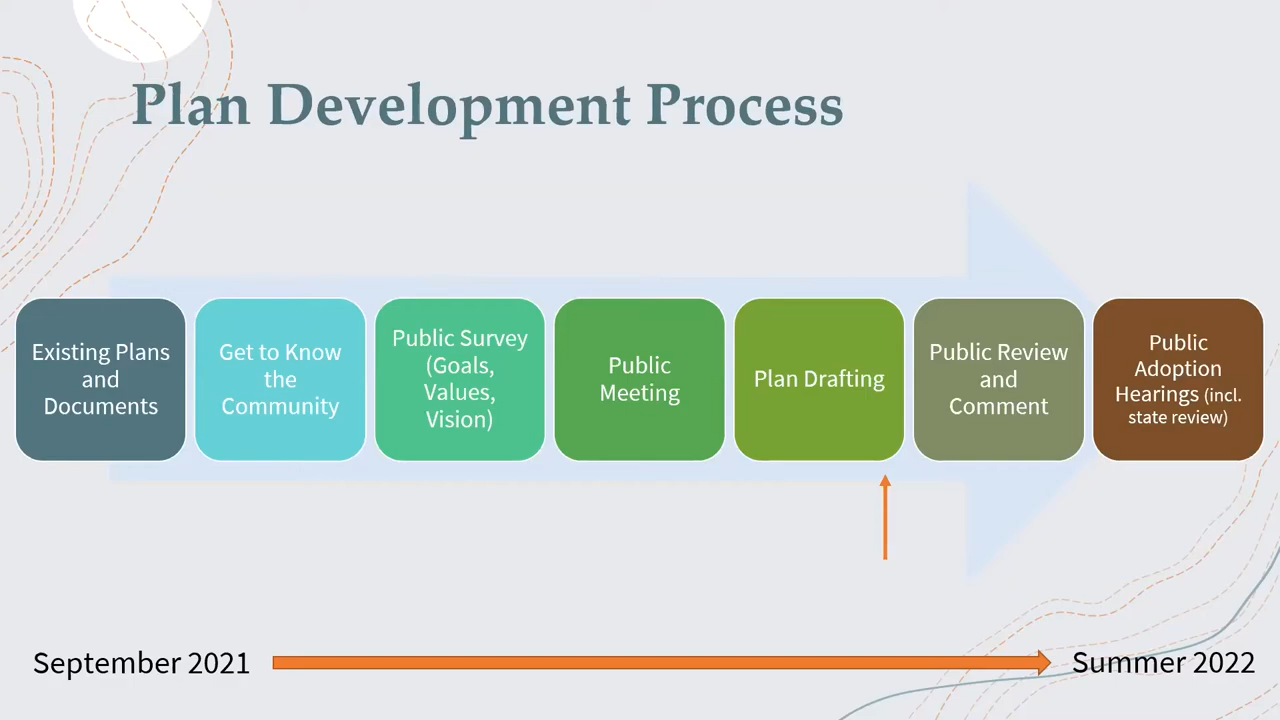 Plan Development Process
Existing Plans
and
Documents
Get to Know
the
Community
Public Survey
(Goals,
Values,
Vision)
Public
Meeting
Plan Drafting
Public Review
and
Comment
Public
Adoption
Hearings (incl.
state review)
September 2021
Summer 2022